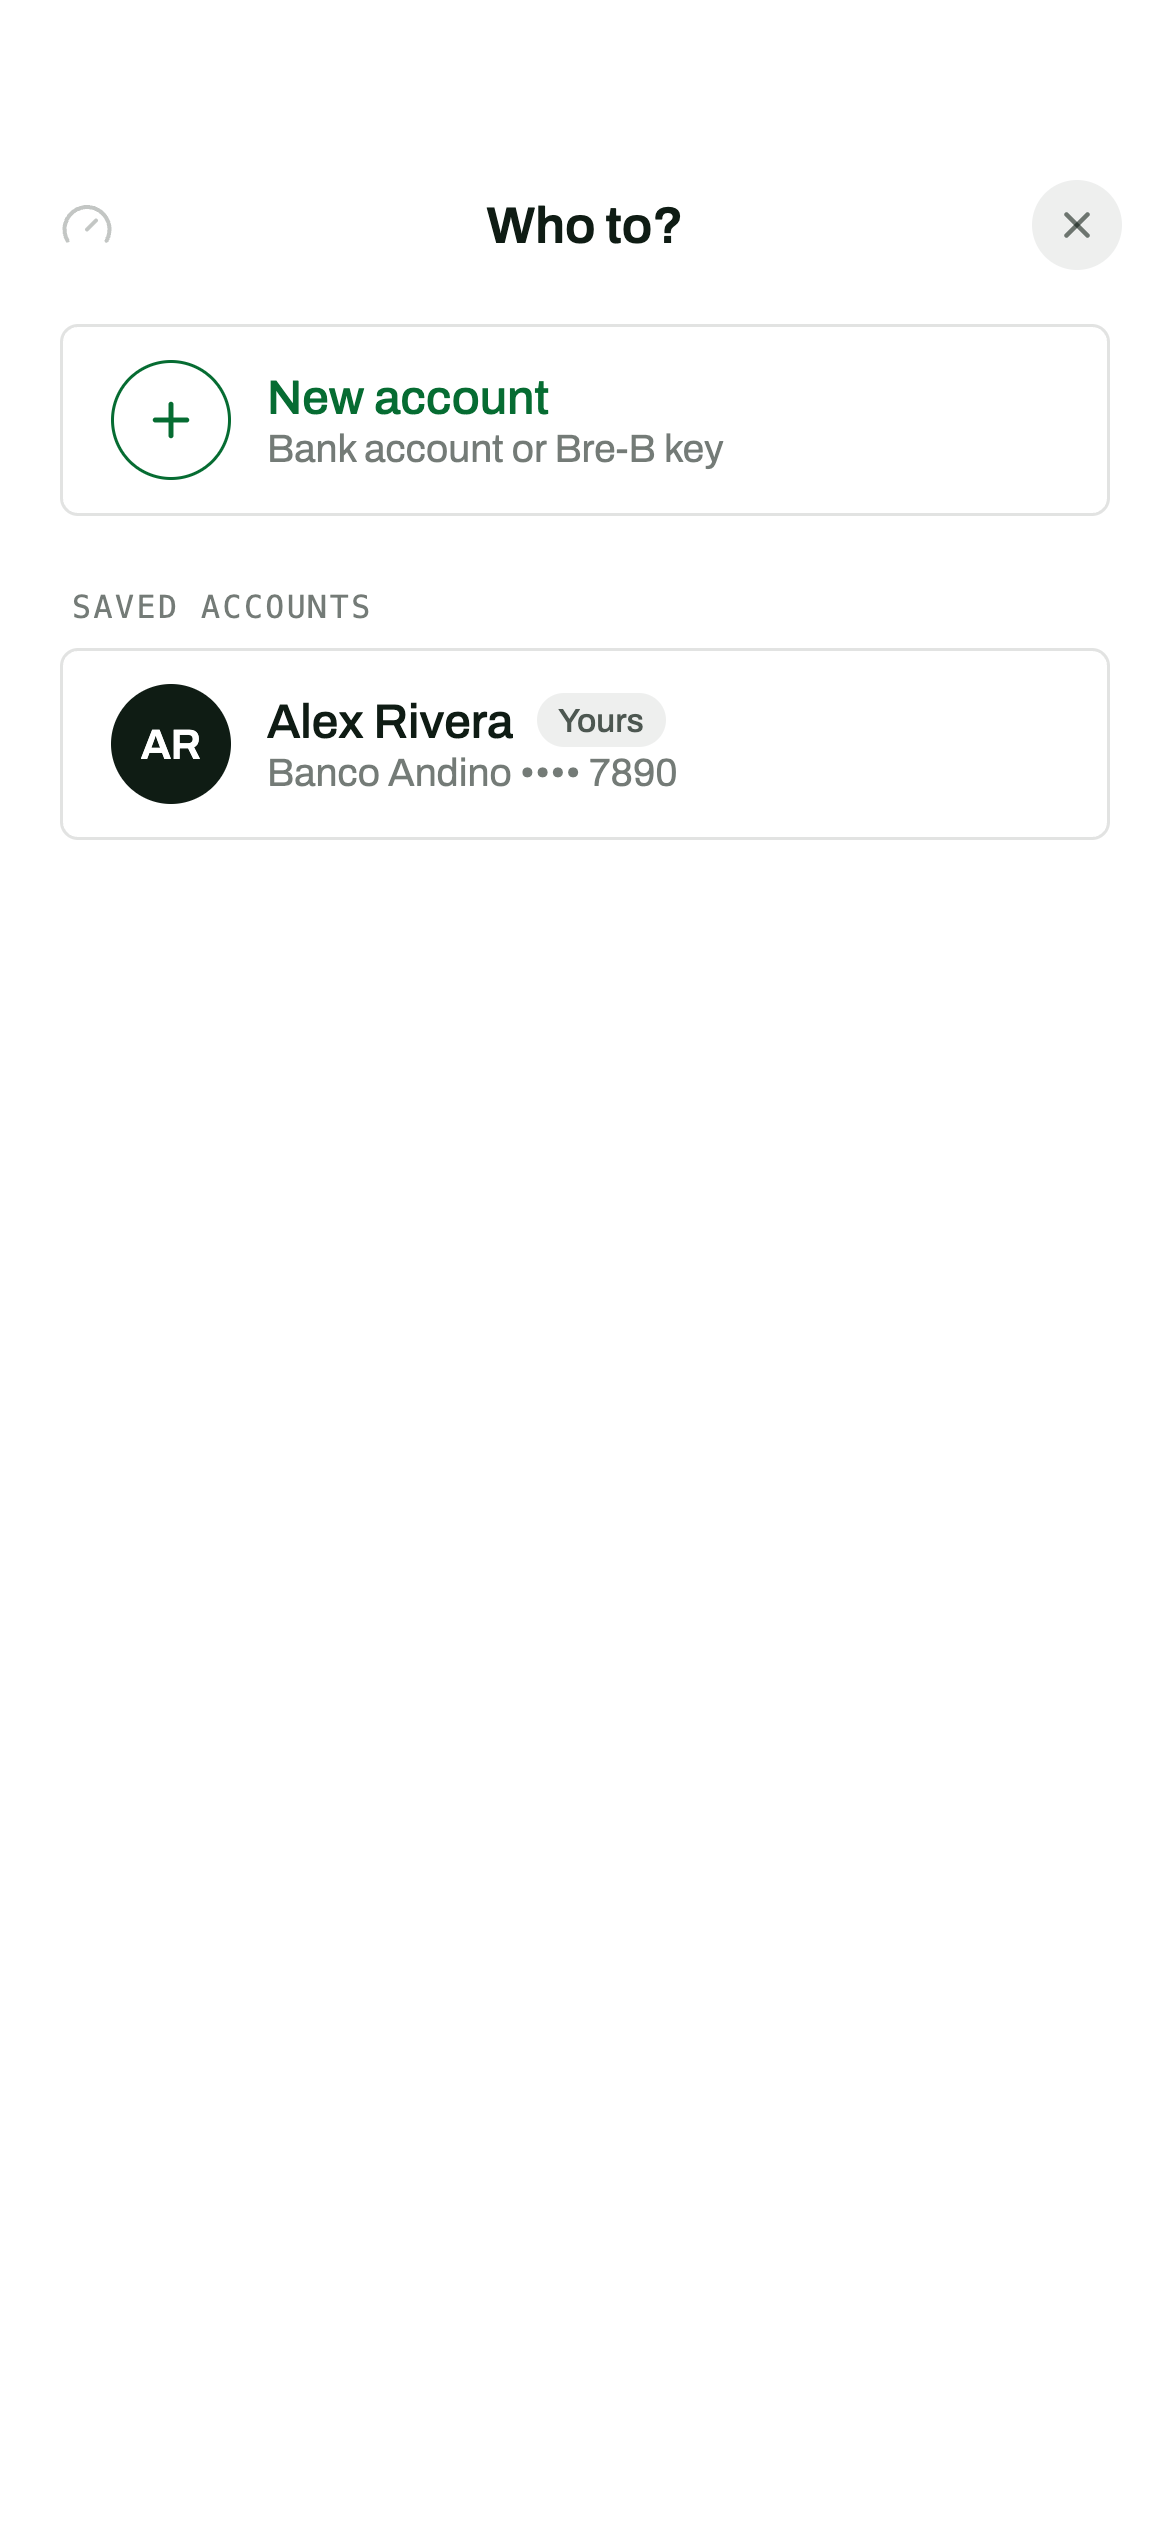 Who to?
New account
Bank account or Bre-B key
SAVED ACCOUNTS
AR
Alex Rivera Yours
Banco Andino •••• 7890